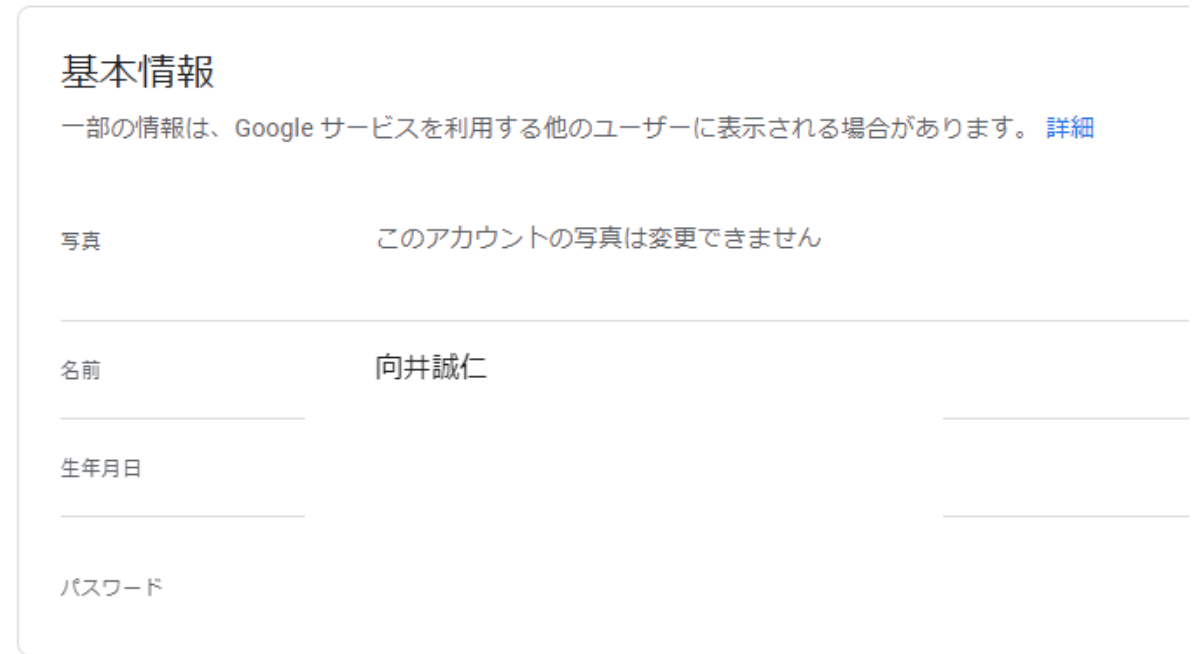 基本情報
一部の情報は、Google サービスを利用する他のユーザーに表示される場合があります。 詳細
写真 このアカウントの写真は変更できません
名前 向井誠仁
生年月日
パスワード